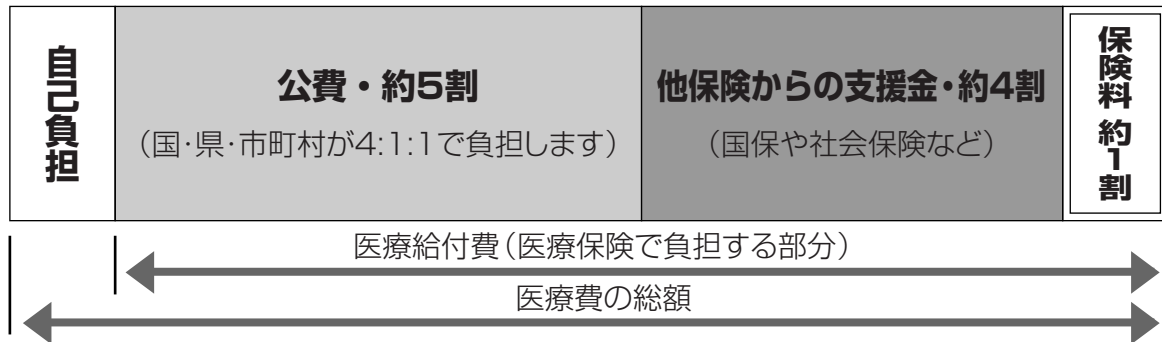 自己負担
公費・約5割
(国・県・市町村が4:1:1で負担します)
他保険からの支援金・約4割
(国保や社会保険など)
保険料 約1割
医療給付費(医療保険で負担する部分)
医療費の総額